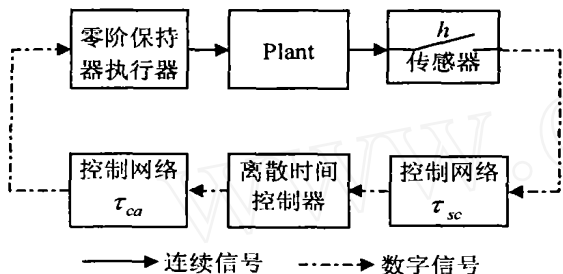 零阶保持
器执行器
Plant
h
传感器
控制网络
τca
离散时间
控制器
控制网络
τsc
连续信号
数字信号
www.